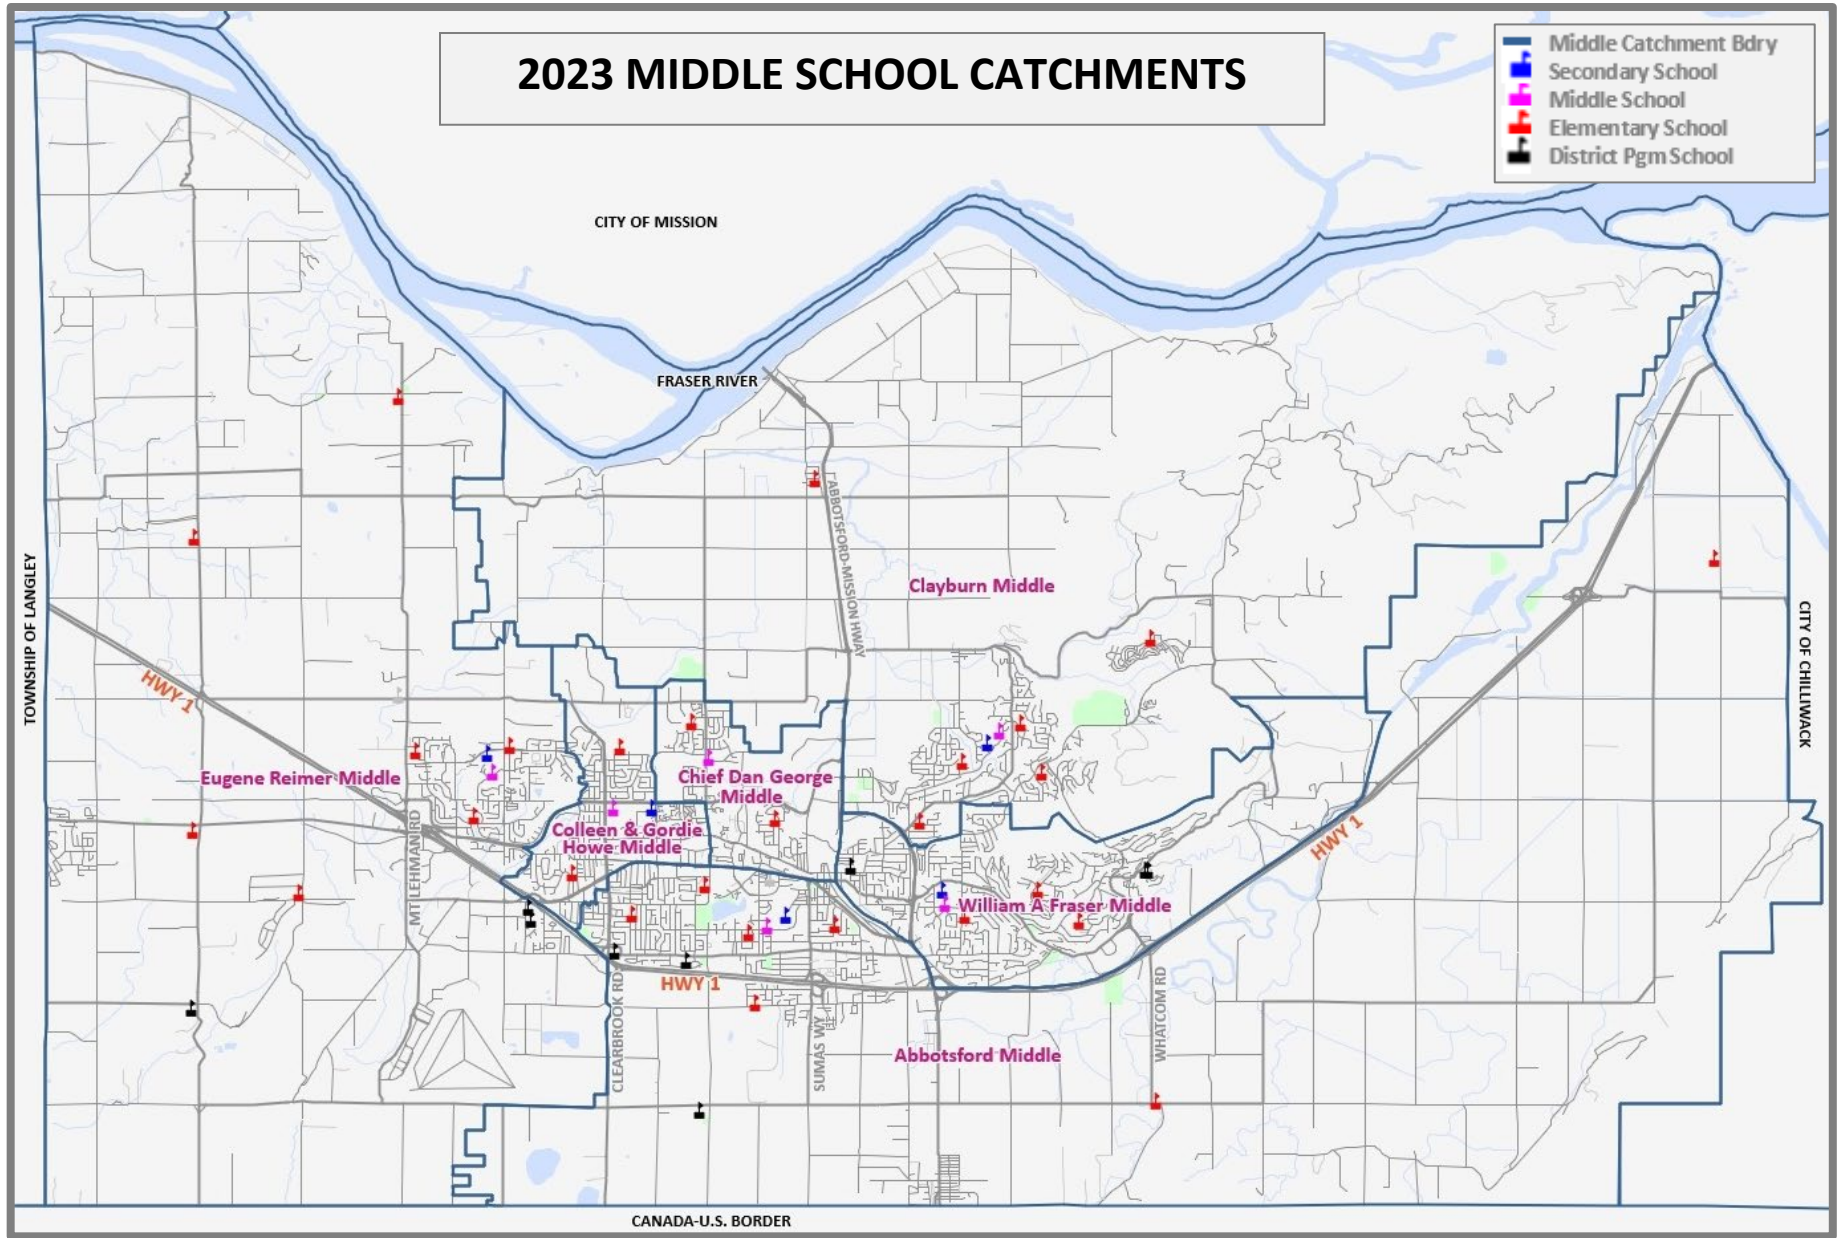 2023 MIDDLE SCHOOL CATCHMENTS
Middle Catchment Bdry
Secondary School
Middle School
Elementary School
District Pgm School
CITY OF MISSION
FRASER RIVER
ABBOTSFORD-MISSION HWAY
Clayburn Middle
TOWNSHIP OF LANGLEY
CITY OF CHILLIWACK
HWY 1
Eugene Reimer Middle
Chief Dan George
Middle
Colleen & Gordie
Howe Middle
HWY 1
MT LEHMAN RD
William A Fraser Middle
HWY 1
CLEARBROOK RD
SUMAS WY
WHATCOM RD
Abbotsford Middle
CANADA-U.S. BORDER